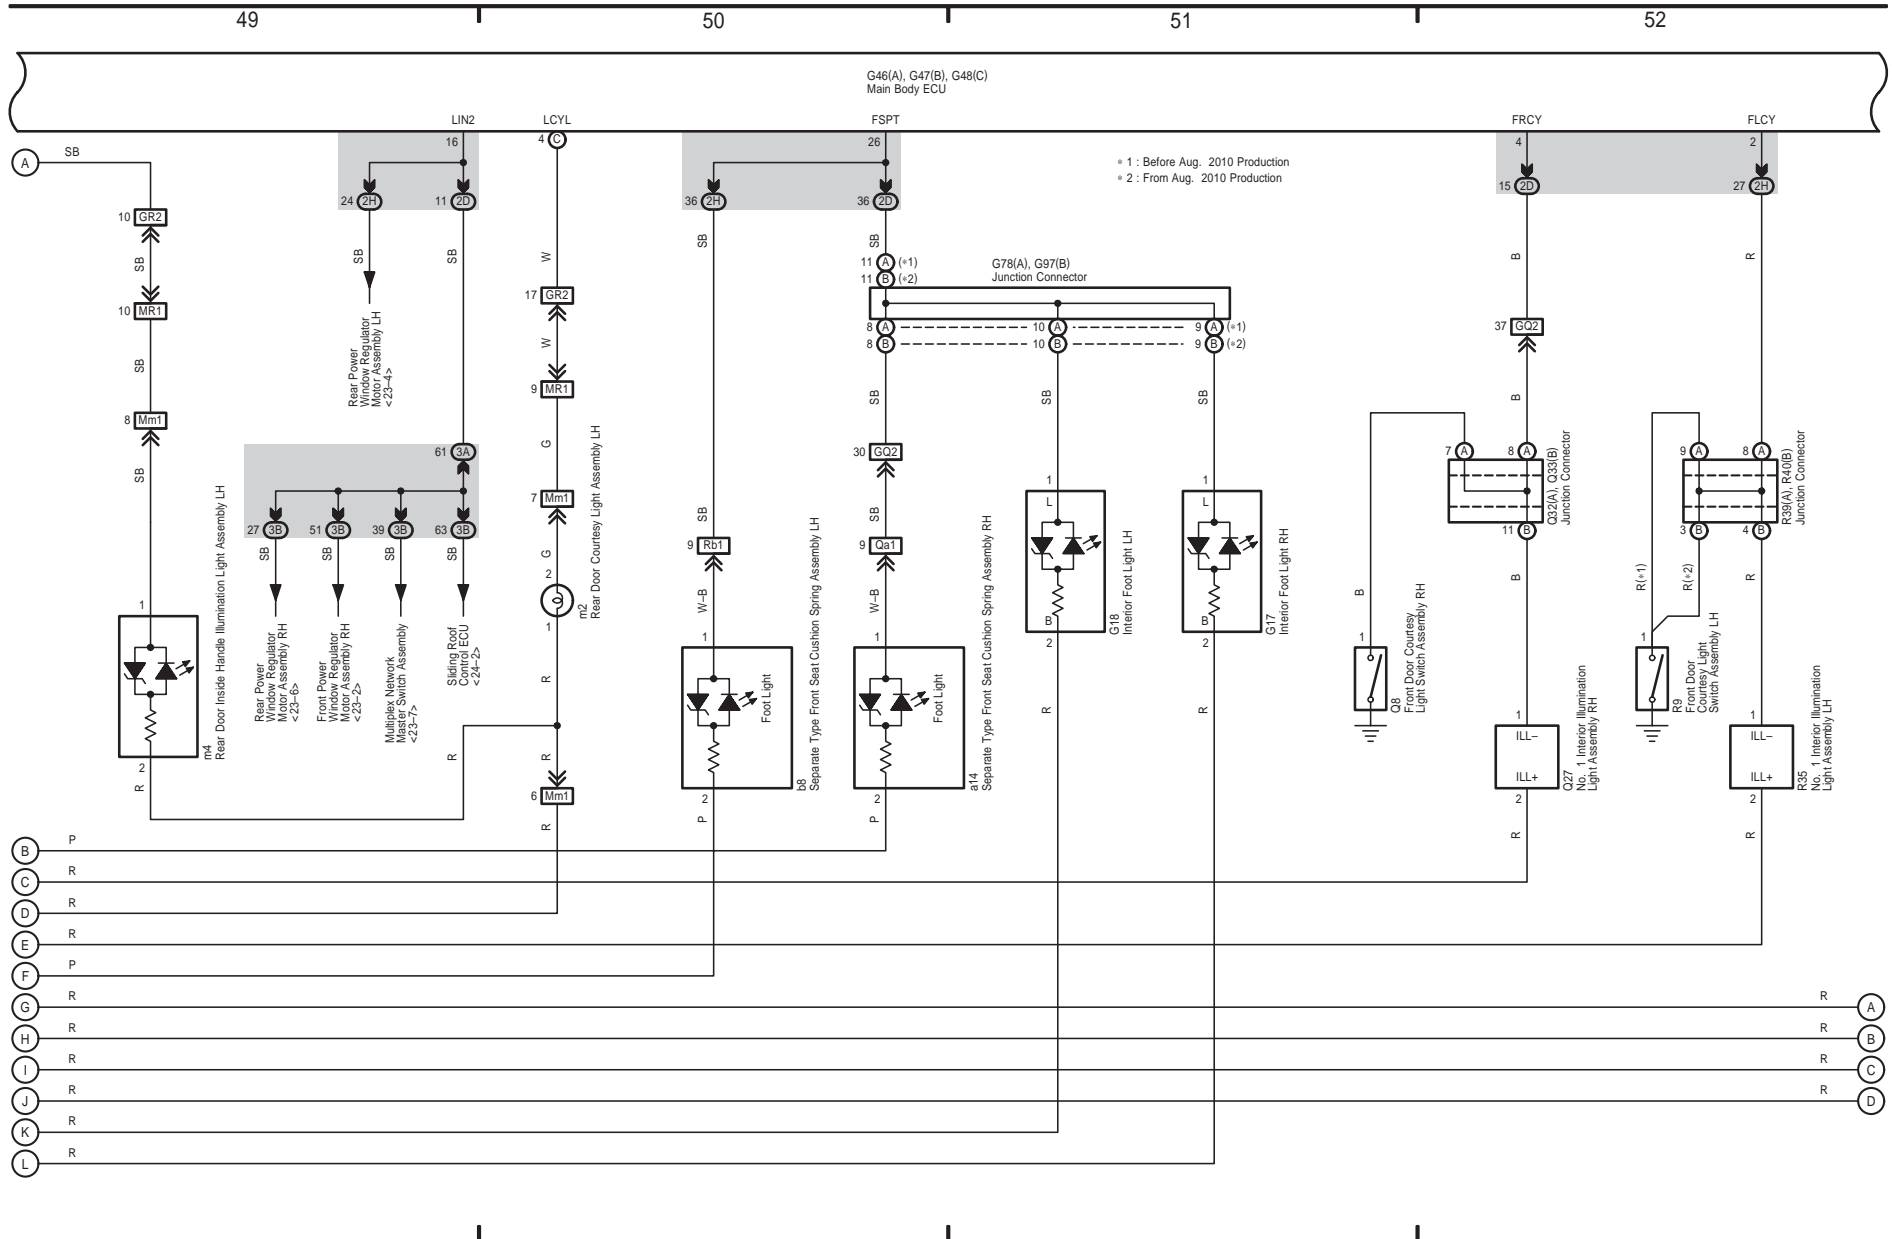 49
50
51
52
G46(A), G47(B), G48(C)
Main Body ECU
LIN2
LCYL
FSPT
FRCY
FLCY
16
4
C
26
4
2
A
SB
∗ 1 : Before Aug. 2010 Production
∗ 2 : From Aug. 2010 Production
24
2H
11
2D
36
2H
36
2D
15
2D
27
2H
10
GR2
SB
SB
SB
W
SB
SB
B
R
11
A
(∗1)
11
B
(∗2)
G78(A), G97(B)
Junction Connector
10
MR1
17
GR2
8
A
10
A
9
A
(∗1)
8
B
10
B
9
B
(∗2)
37
GQ2
W
SB
Rear Power
Window Regulator
Motor Assembly LH
<23–4>
9
MR1
SB
SB
SB
B
8
Mm1
G
61
3A
30
GQ2
7
A
8
A
Q32(A), Q33(B)
Junction Connector
9
A
8
A
R39(A), R40(B)
Junction Connector
SB
7
Mm1
SB
SB
1
1
L
L
27
3B
51
3B
39
3B
63
3B
11
B
3
B
4
B
SB
SB
SB
SB
G
9
Rb1
9
Qa1
2
m2
Rear Door Courtesy Light Assembly LH
1
W–B
W–B
B
B
R(∗1)
R(∗2)
R
B
B
G18
Interior Foot Light LH
G17
Interior Foot Light RH
2
2
1
m4
Rear Door Inside Handle Illumination Light Assembly LH
2
Rear Power
Window Regulator
Motor Assembly RH
<23–6>
Front Power
Window Regulator
Motor Assembly RH
<23–2>
Multiplex Network
Master Switch Assembly
<23–7>
Sliding Roof
Control ECU
<24–2>
1
Foot Light
b8
Separate Type Front Seat Cushion Spring Assembly LH
2
1
Foot Light
a14
Separate Type Front Seat Cushion Spring Assembly RH
2
1
Q8
Front Door Courtesy
Light Switch Assembly RH
1
R9
Front Door
Courtesy Light
Switch Assembly LH
R
R
R
1
ILL–
ILL+
Q27
No. 1 Interior Illumination
Light Assembly RH
2
1
ILL–
ILL+
R35
No. 1 Interior Illumination
Light Assembly LH
2
R
R
R
6
Mm1
R
P
P
R
R
B
P
C
R
D
R
E
R
F
P
G
R
R
A
H
R
R
B
I
R
R
C
J
R
R
D
K
R
L
R